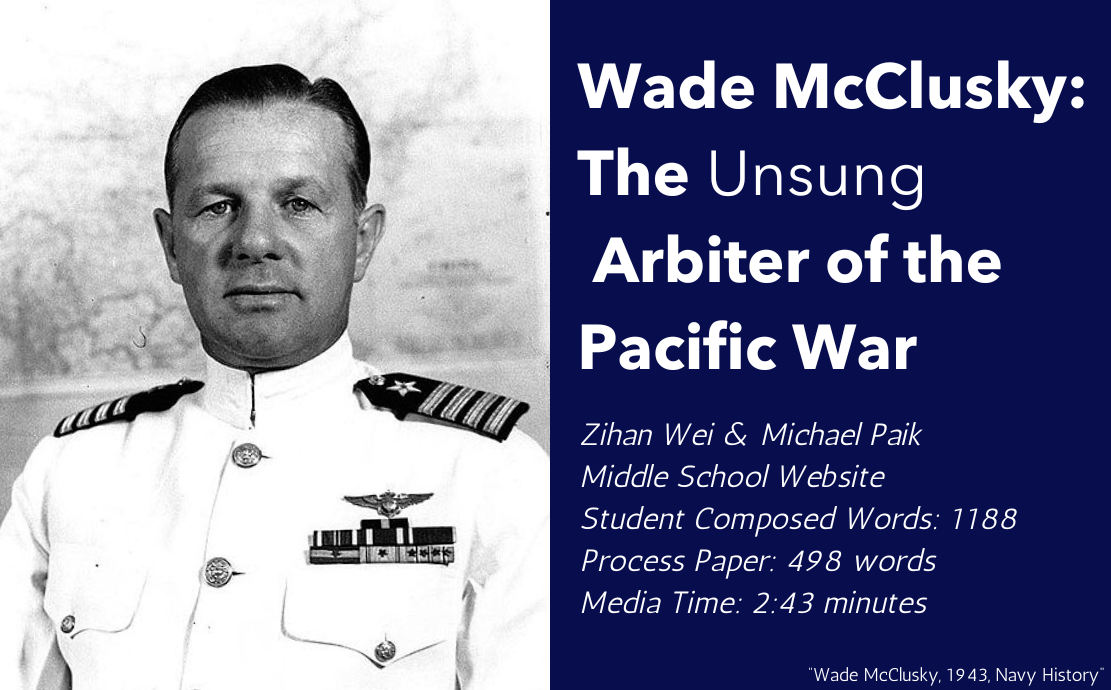 Wade McClusky:
The Unsung
Arbiter of the
Pacific War
Zihan Wei & Michael Paik
Middle School Website
Student Composed Words: 1188
Process Paper: 498 words
Media Time: 2:43 minutes
"Wade McClusky, 1943, Navy History"